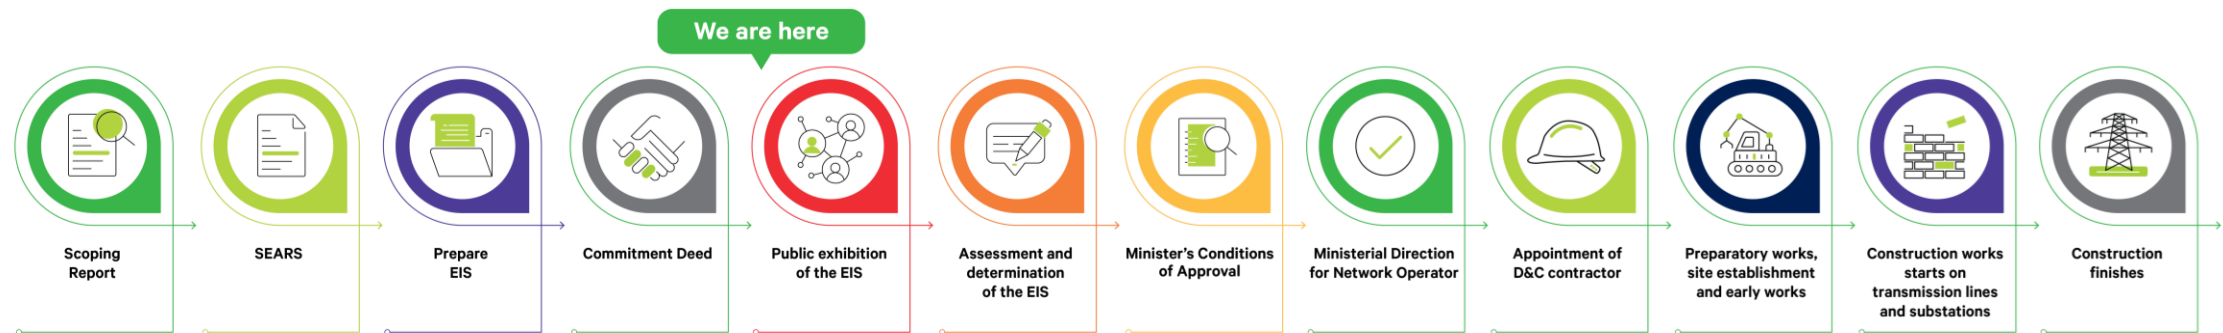 We are here
Scoping
Report
SEARS
Prepare
EIS
Commitment Deed
Public exhibition
of the EIS
Assessment and
determination
of the EIS
Minister's Conditions
of Approval
Ministerial Direction
for Network Operator
Appointment of
D&C contractor
Preparatory works,
site establishment
and early works
Construction works
starts on
transmission lines
and substations
Construction
finishes